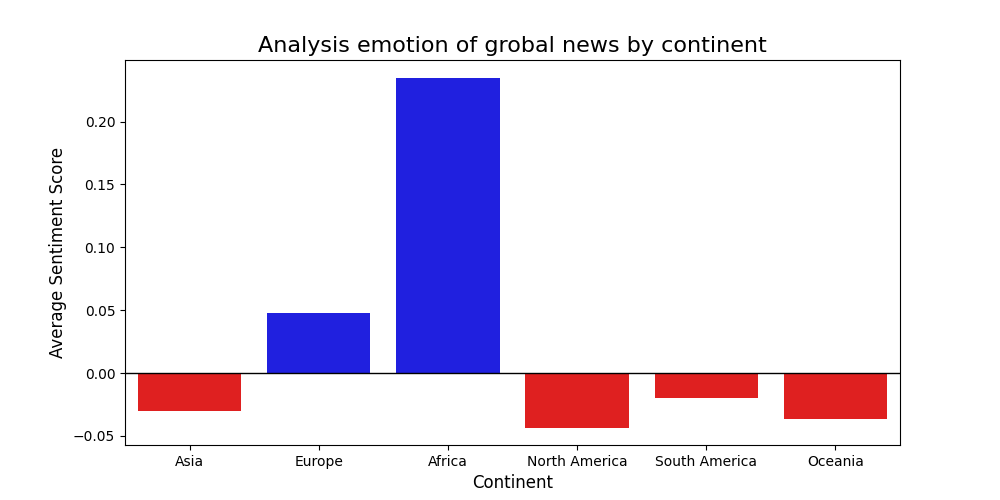 Analysis emotion of grobal news by continent
Average Sentiment Score
0.20
0.15
0.10
0.05
0.00
−0.05
Asia Europe Africa North America South America Oceania
Continent